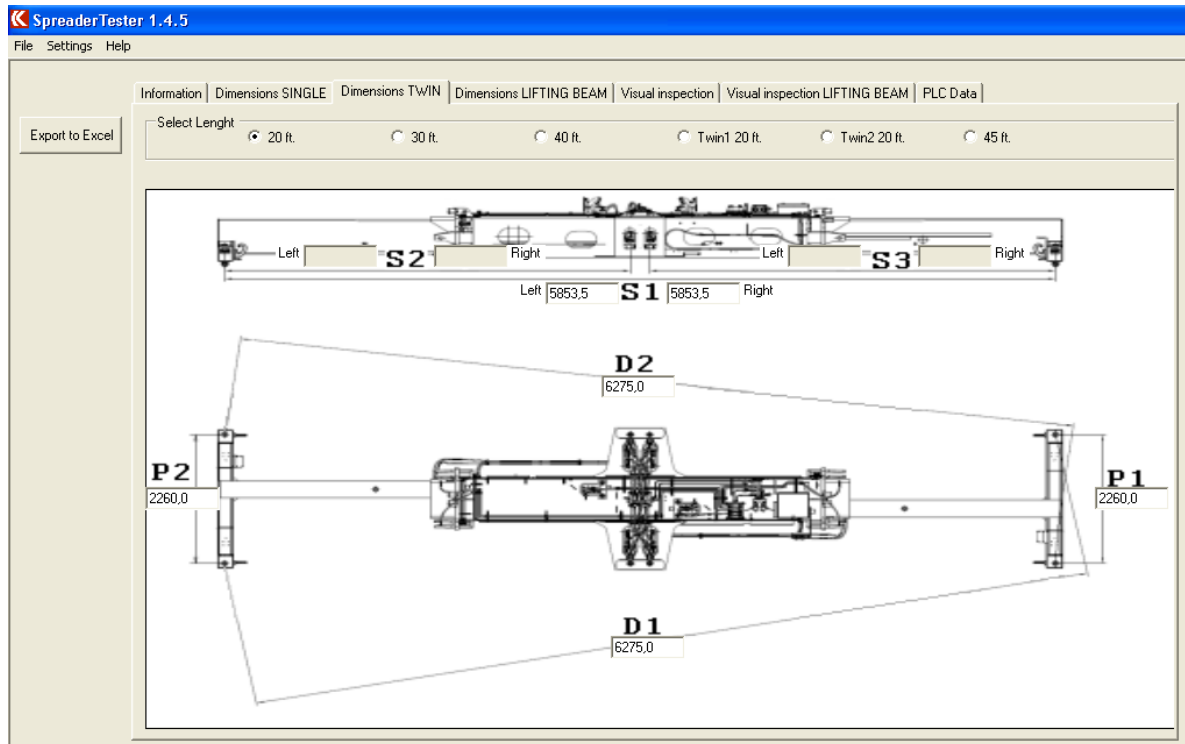 SpreaderTester 1.4.5
File Settings Help
Information Dimensions SINGLE Dimensions TWIN Dimensions LIFTING BEAM Visual inspection Visual inspection LIFTING BEAM PLC Data
Export to Excel
Select Lenght
20 ft. 30 ft. 40 ft. Twin1 20 ft. Twin2 20 ft. 45 ft.
Left = S2 = Right Left = S3 = Right
Left 5853,5 S1 5853,5 Right
D2
6275,0
P2
2260,0
P1
2260,0
D1
6275,0